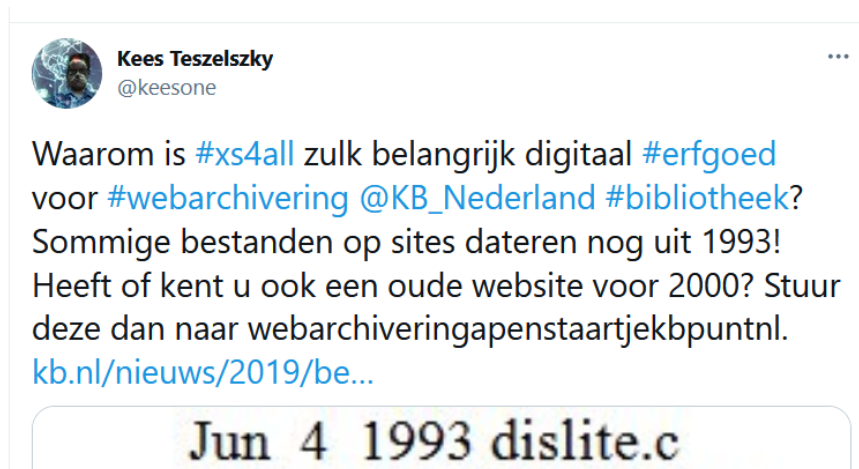 Kees Teszelszky
@keesone
Waarom is #xs4all zulk belangrijk digitaal #erfgoed
voor #webarchivering @KB_Nederland #bibliotheek?
Sommige bestanden op sites dateren nog uit 1993!
Heeft of kent u ook een oude website voor 2000? Stuur
deze dan naar webarchiveringapenstaartjekbpuntnl.
kb.nl/nieuws/2019/be...
Jun 4 1993 dislite.c